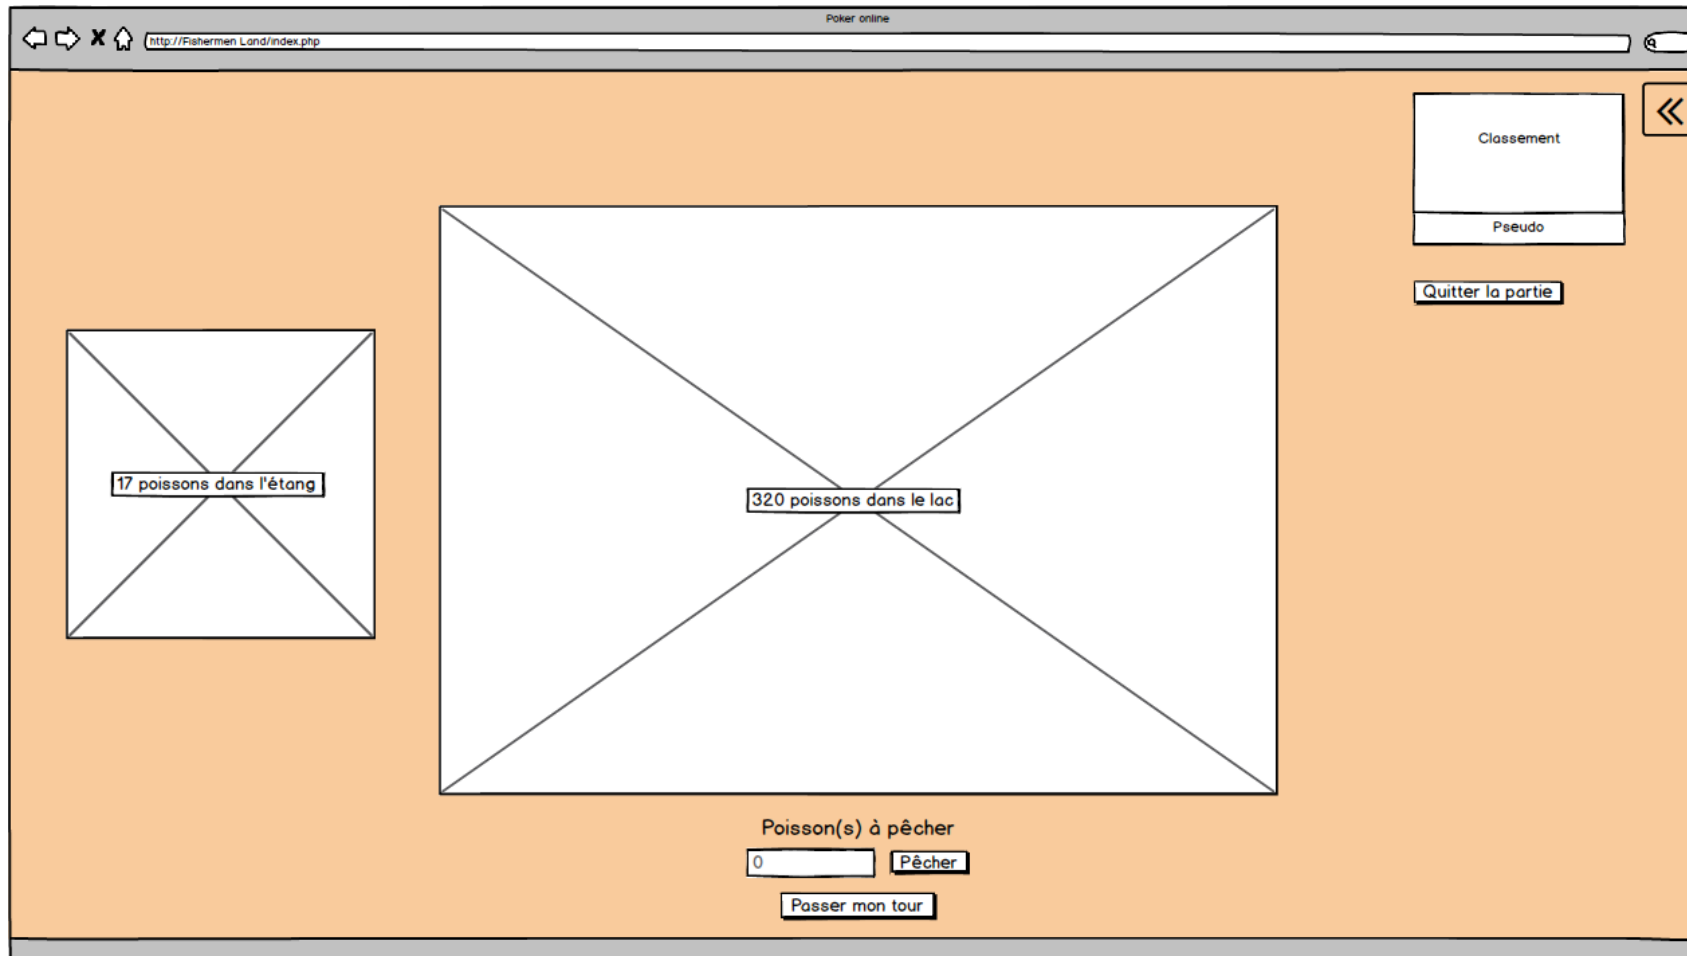 Poker online
http://Fishermen Land/index.php
Classement
Pseudo
Quitter la partie
17 poissons dans l'étang
320 poissons dans le lac
Poisson(s) à pêcher
0
Pêcher
Passer mon tour